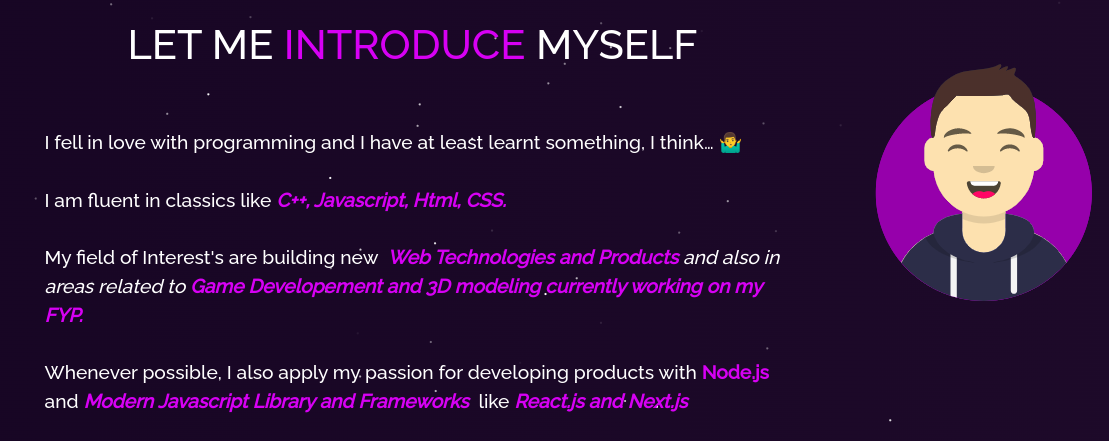 LET ME INTRODUCE MYSELF
I fell in love with programming and I have at least learnt something, I think… 🤷‍♂️
I am fluent in classics like C++, Javascript, Html, CSS.
My field of Interest's are building new Web Technologies and Products and also in
areas related to Game Developement and 3D modeling currently working on my
FYP.
Whenever possible, I also apply my passion for developing products with Node.js
and Modern Javascript Library and Frameworks like React.js and Next.js